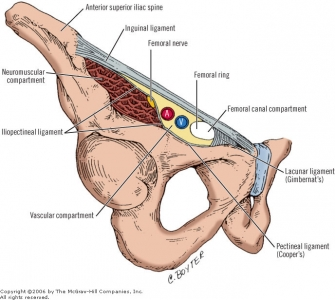 Anterior superior iliac spine
Inguinal ligament
Femoral nerve
Neuromuscular
compartment
Femoral ring
Femoral canal compartment
Iliopectineal ligament
A
V
Lacunar ligament
(Gimbernat's)
Vascular compartment
Pectineal ligament
(Cooper's)
C. BOYTER
Copyright ©2006 by The McGraw-Hill Companies, Inc.
All rights reserved.